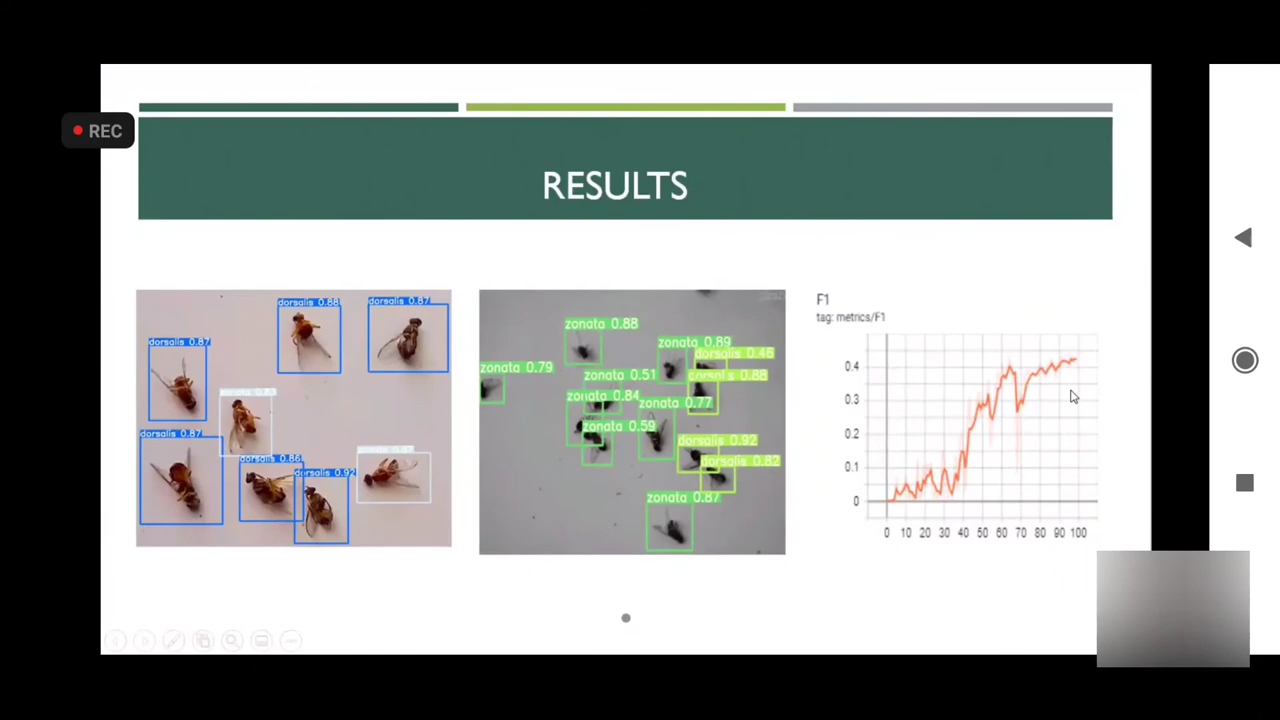 REC
RESULTS
dorsalis 0.88
dorsalis 0.87
dorsalis 0.87
dorsalis 0.87
dorsalis 0.86
dorsalis 0.92
zonata 0.88
zonata 0.89
dorsalis 0.46
zonata 0.79
zonata 0.51
dorsalis 0.88
zonata 0.84
zonata 0.77
zonata 0.59
dorsalis 0.92
dorsalis 0.82
zonata 0.87
F1
tag: metrics/F1
0.4
0.3
0.2
0.1
0
0 10 20 30 40 50 60 70 80 90 100